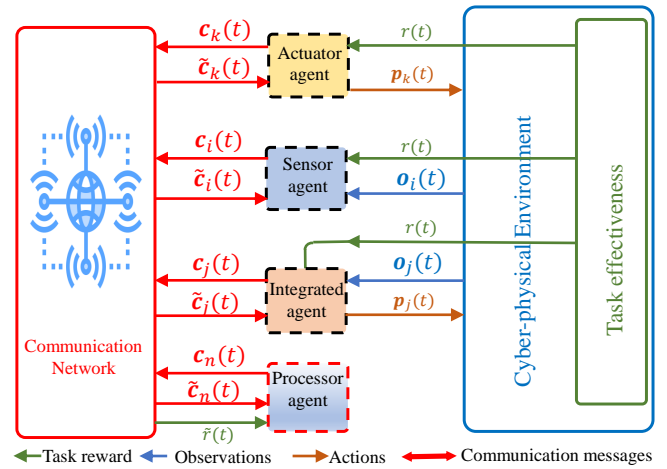 c_k(t)
c̃_k(t)
Actuator
agent
r(t)
p_k(t)
c_i(t)
c̃_i(t)
Sensor
agent
r(t)
o_i(t)
r(t)
c_j(t)
c̃_j(t)
Integrated
agent
o_j(t)
p_j(t)
Communication
Network
c_n(t)
c̃_n(t)
r̃(t)
Processor
agent
Cyber-physical Environment
Task effectiveness
Task reward
Observations
Actions
Communication messages